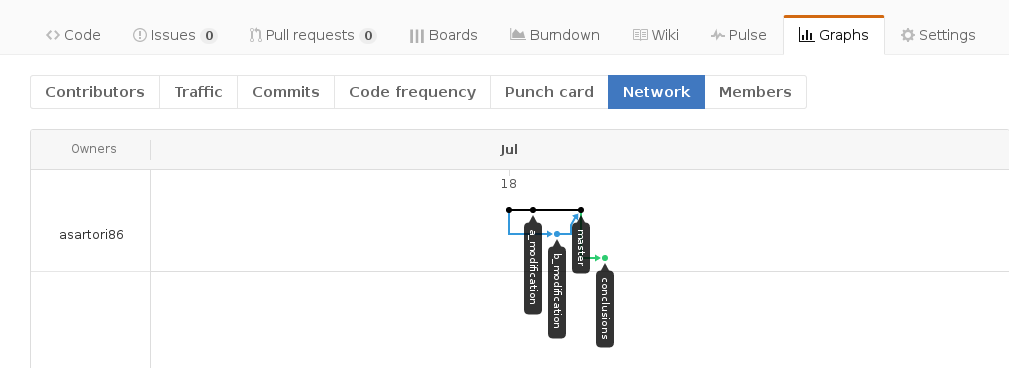 Code Issues 0 Pull requests 0 Boards Burndown Wiki Pulse Graphs Settings
Contributors Traffic Commits Code frequency Punch card Network Members
Owners Jul
18
asartori86
a_modification
b_modification
master
conclusions